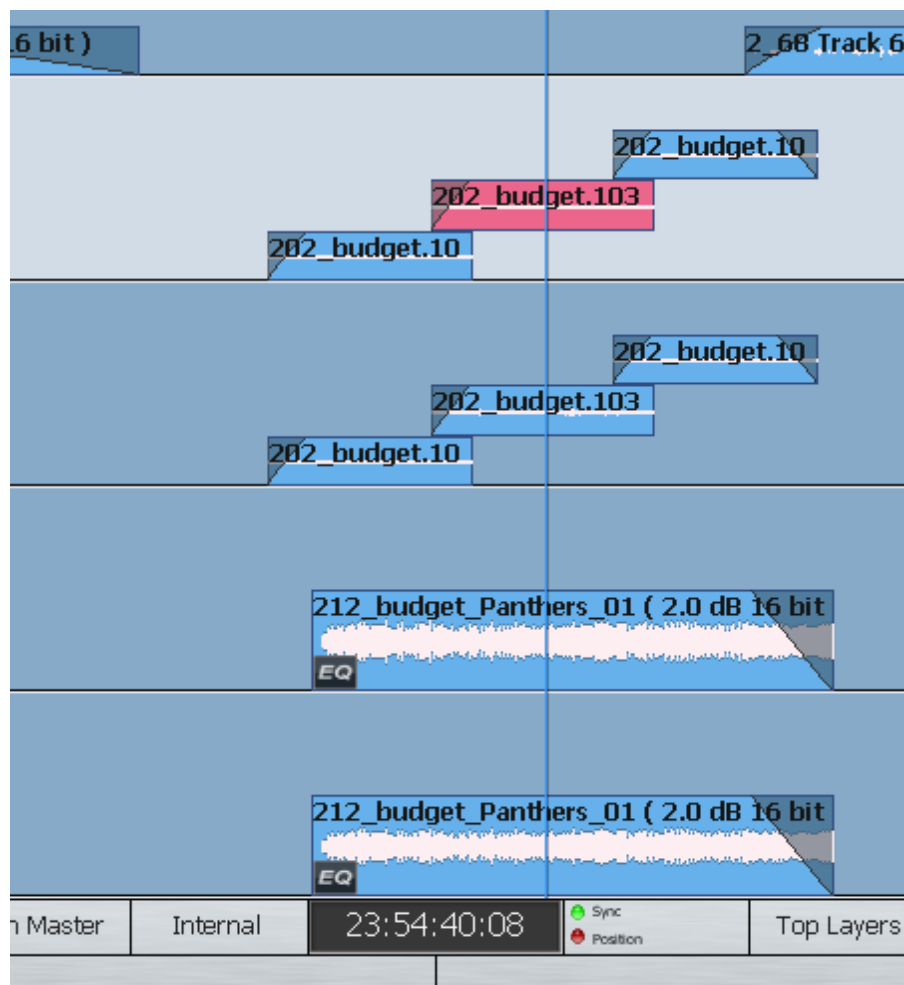 .6 bit )
2_68 Track 6
202_budget.10
202_budget.103
202_budget.10
202_budget.10
202_budget.103
202_budget.10
212_budget_Panthers_01 ( 2.0 dB 16 bit
EQ
212_budget_Panthers_01 ( 2.0 dB 16 bit
EQ
n Master
Internal
23:54:40:08
Sync
Position
Top Layers